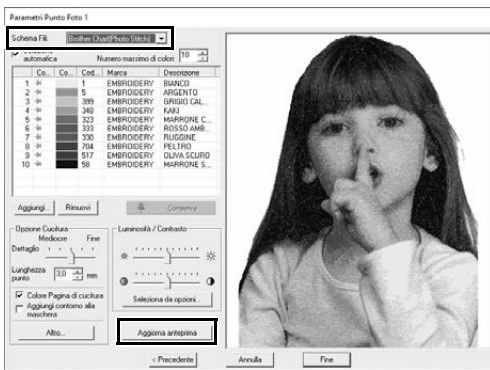 Parametri Punto Foto 1
Schema Fili Brother Chart(Photo Stitch)
Selezione automatica Numero massimo di colori: 10
Co... Co... Cod... Marca Descrizione
1 1 EMBROIDERY BIANCO
2 5 EMBROIDERY ARGENTO
3 399 EMBROIDERY GRIGIO CAL...
4 348 EMBROIDERY KAKI
5 323 EMBROIDERY MARRONE C...
6 333 EMBROIDERY ROSSO AMB...
7 330 EMBROIDERY RUGGINE
8 704 EMBROIDERY PELTRO
9 517 EMBROIDERY OLIVA SCURO
10 58 EMBROIDERY MARRONE S...
Aggiungi... Rimuovi Conserva
Opzione Cucitura
Mediocre Fine
Dettaglio
Lunghezza punto 3,0 mm
Colore Pagina di cucitura
Aggiungi contorno alla maschera
Altro...
Luminosità / Contrasto
Seleziona da opzioni...
Aggiorna anteprima
< Precedente Annulla Fine